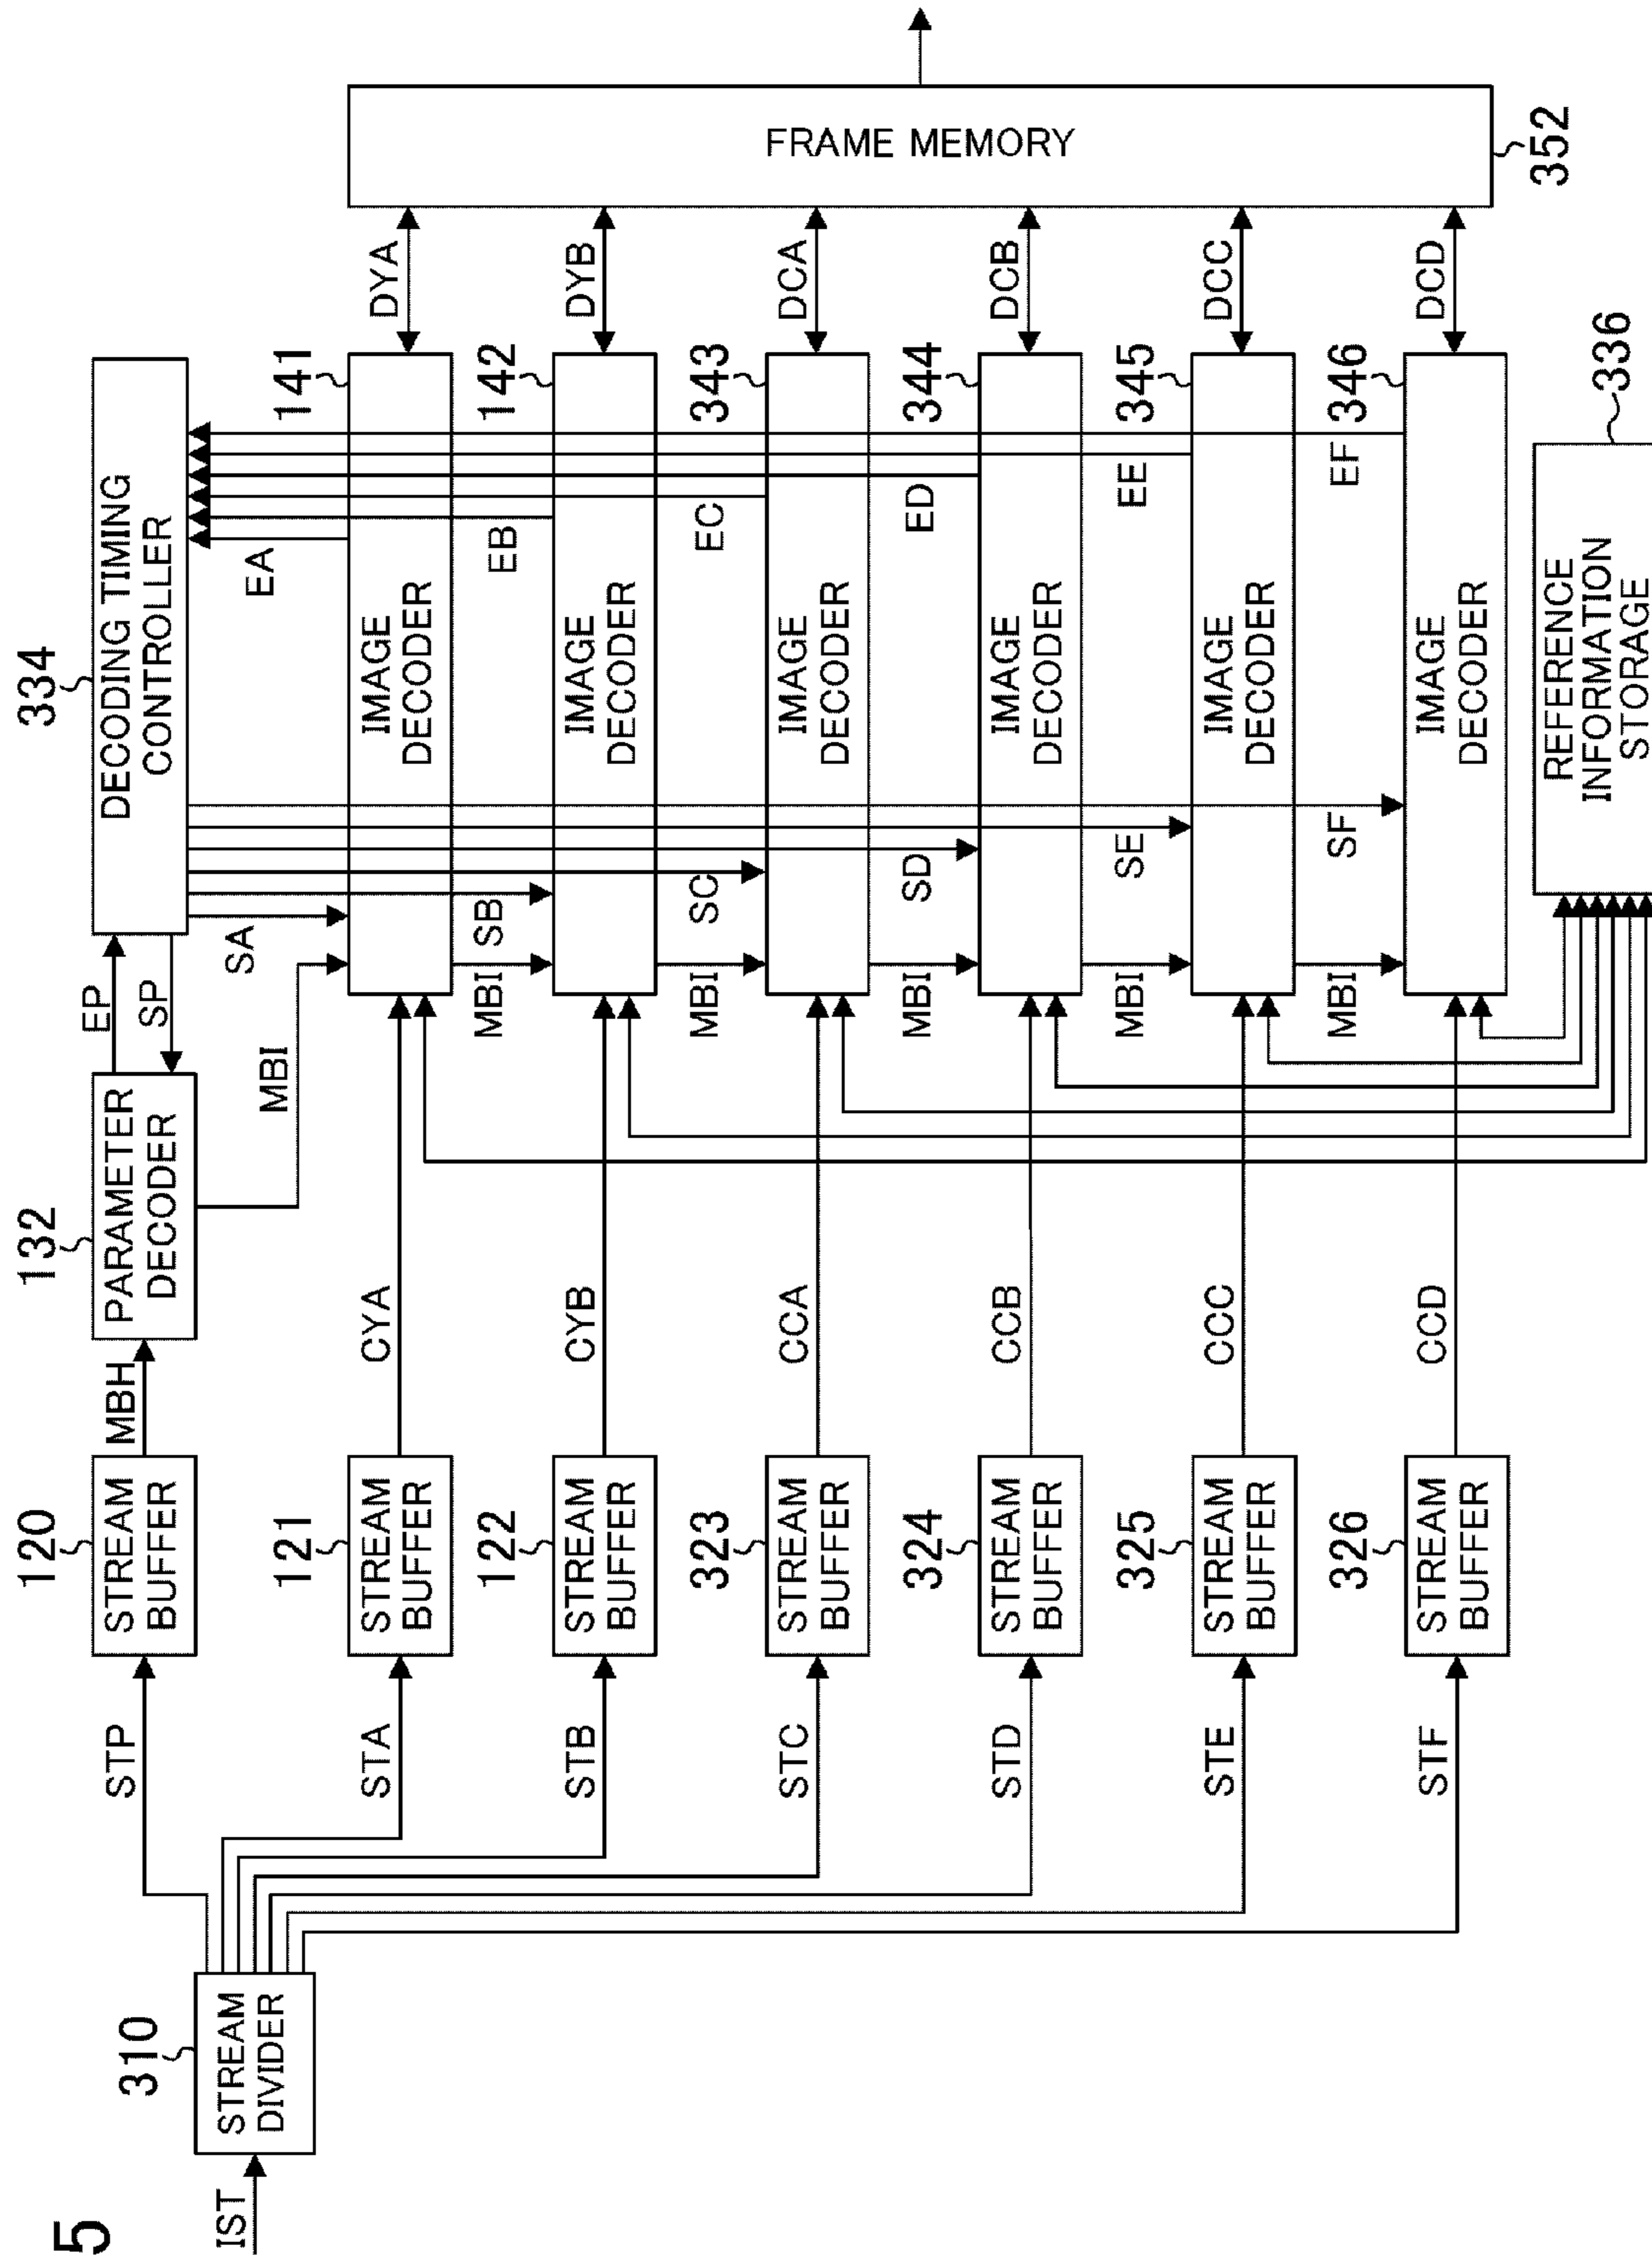 5
IST
310
STREAM
DIVIDER
STP
STA
STB
STC
STD
STE
STF
120
STREAM
BUFFER
121
STREAM
BUFFER
122
STREAM
BUFFER
323
STREAM
BUFFER
324
STREAM
BUFFER
325
STREAM
BUFFER
326
STREAM
BUFFER
MBH
CYA
CYB
CCA
CCB
CCC
CCD
132
PARAMETER
DECODER
EP
SP
MBI
334
DECODING TIMING
CONTROLLER
SA
MBI
SB
MBI
SC
MBI
SD
MBI
SE
MBI
SF
EA
EB
EC
ED
EE
EF
141
IMAGE
DECODER
142
IMAGE
DECODER
343
IMAGE
DECODER
344
IMAGE
DECODER
345
IMAGE
DECODER
346
IMAGE
DECODER
336
REFERENCE
INFORMATION
STORAGE
DYA
DYB
DCA
DCB
DCC
DCD
FRAME MEMORY
352